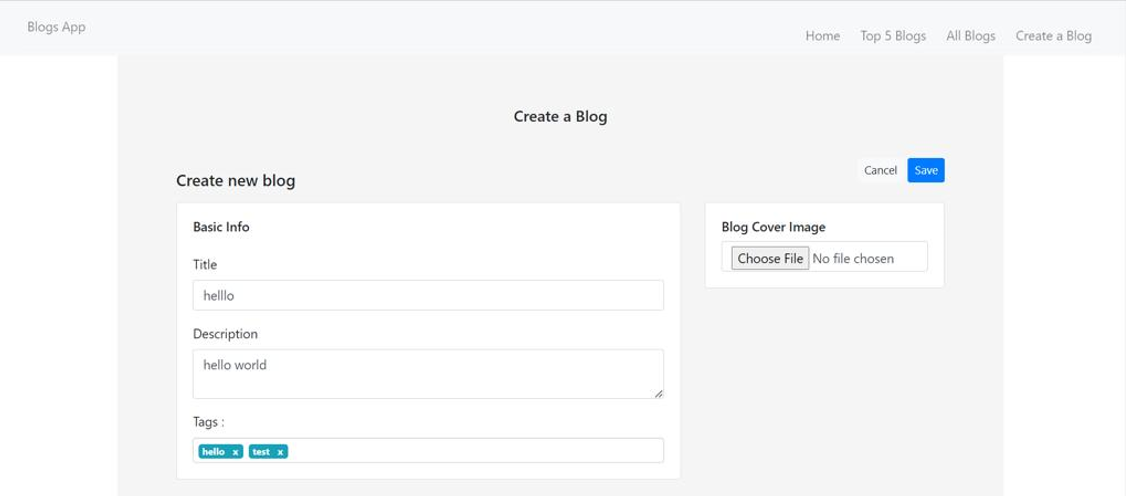 Blogs App
Home Top 5 Blogs All Blogs Create a Blog
Create a Blog
Cancel Save
Create new blog
Basic Info
Title
helllo
Description
hello world
Tags :
hello x test x
Blog Cover Image
Choose File No file chosen